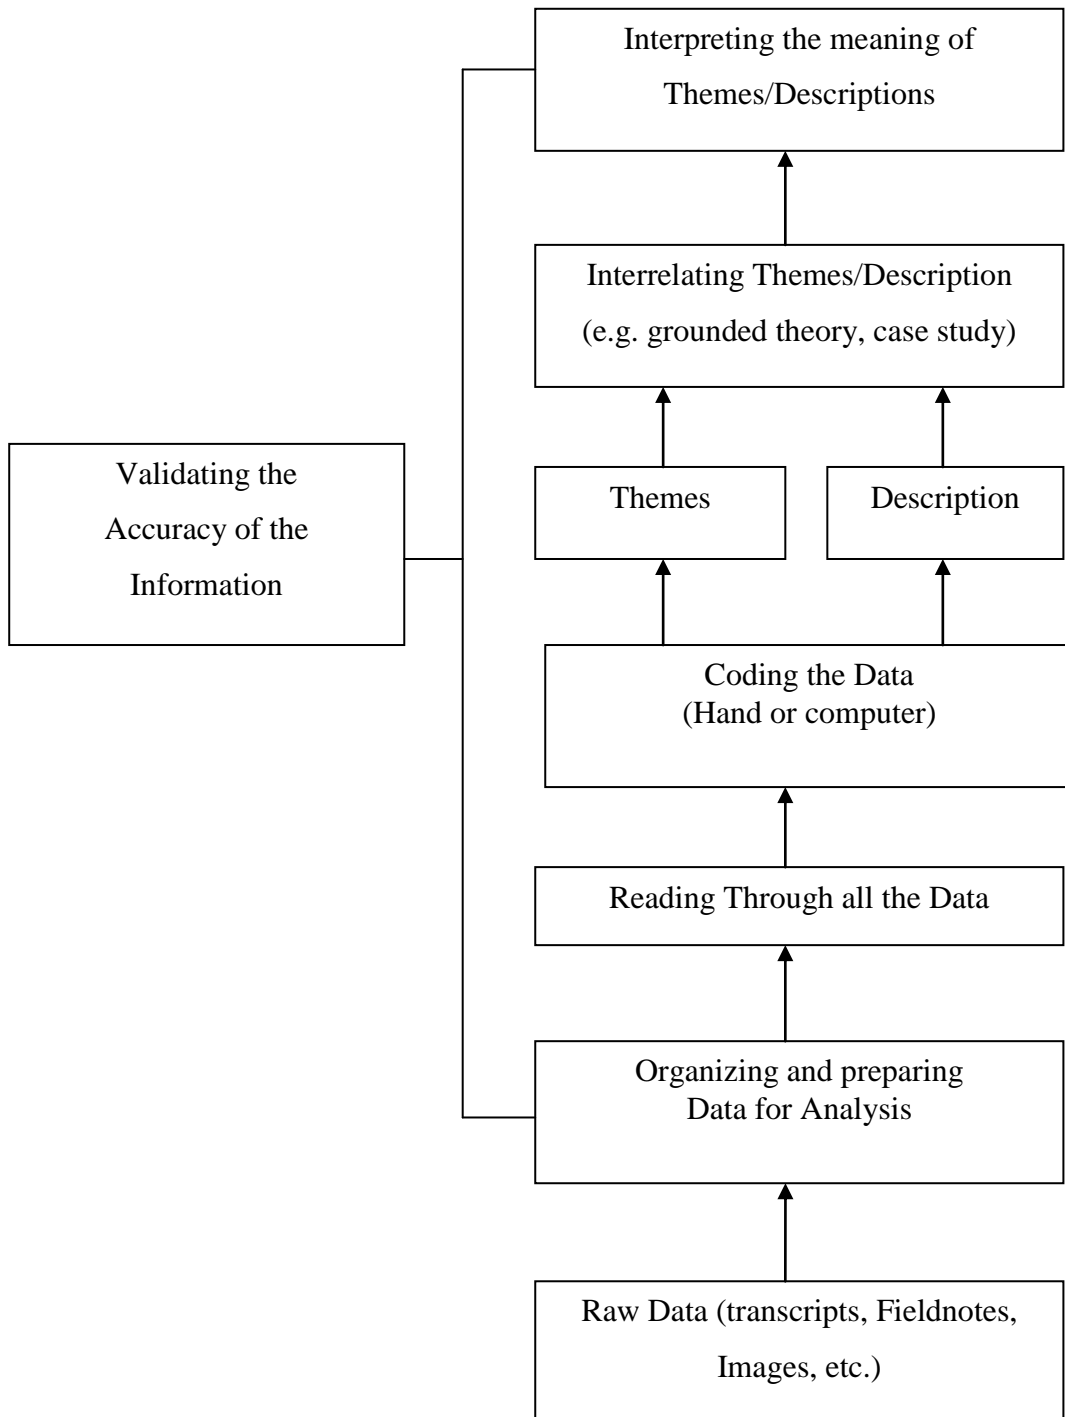 Interpreting the meaning of
Themes/Descriptions
Interrelating Themes/Description
(e.g. grounded theory, case study)
Validating the
Accuracy of the
Information
Themes
Description
Coding the Data
(Hand or computer)
Reading Through all the Data
Organizing and preparing
Data for Analysis
Raw Data (transcripts, Fieldnotes,
Images, etc.)